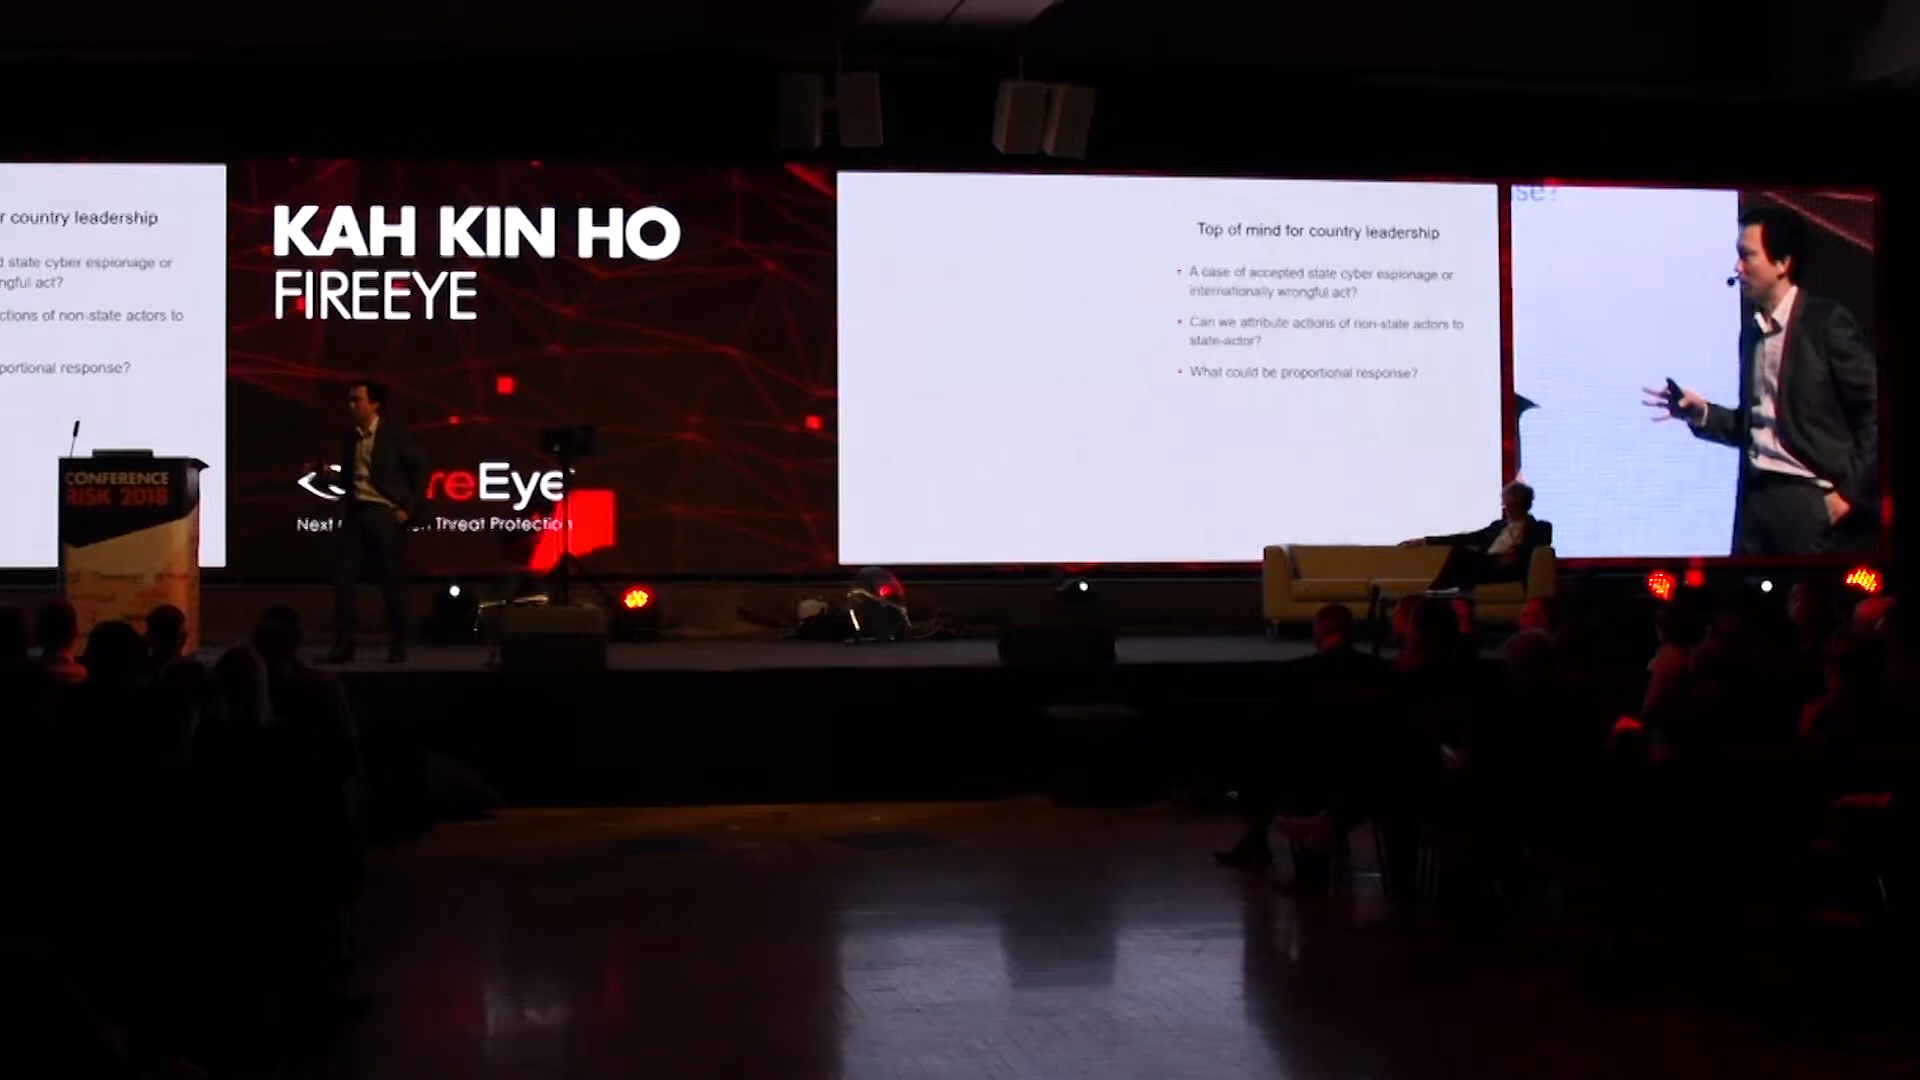 r country leadership
d state cyber espionage or
ngful act?
ctions of non-state actors to
portional response?
CONFERENCE
RISK 2018
KAH KIN HO
FIREEYE
reEye
Next
Threat Protection
Top of mind for country leadership
• A case of accepted state cyber espionage or
internationally wrongful act?
• Can we attribute actions of non-state actors to
state-actor?
• What could be proportional response?
se?